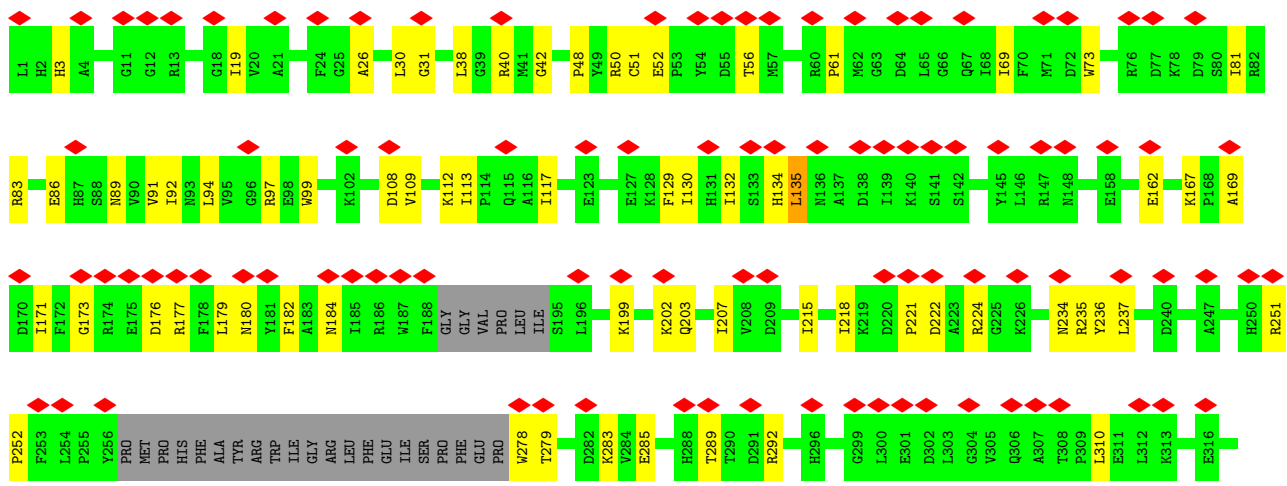 L1 H2 H3 A4 G11 G12 R13 G18 I19 V20 A21 F24 G25 A26 L30 G31 L38 G39 R40 M41 G42 P48 Y49 R50 C51 E52 P53 Y54 D55 T56 M57 R60 P61 M62 G63 D64 L65 G66 Q67 I68 I69 F70 M71 D72 W73 R76 D77 K78 D79 S80 I81 R82
R83 E86 H87 S88 N89 V90 V91 I92 N93 L94 V95 G96 R97 E98 W99 K102 D108 V109 K112 I113 P114 Q115 A116 I117 E123 E127 K128 F129 I130 H131 I132 S133 H134 L135 N136 A137 D138 I139 K140 S141 S142 Y145 L146 R147 N148 E158 E162 K167 P168 A169
D170 I171 F172 G173 R174 E175 D176 R177 F178 L179 N180 Y181 F182 A183 N184 I185 R186 W187 F188 GLY GLY VAL PRO LEU ILE S195 L196 K199 K202 Q203 I207 V208 D209 I215 I218 K219 D220 P221 D222 A223 R224 G225 K226 N234 R235 Y236 L237 D240 A247 H250 R251
P252 F253 L254 P255 Y256 PRO MET PRO HIS PHE ALA TYR ARG TRP ILE GLY ARG LEU PHE GLU ILE SER PRO PHE GLU PRO W278 T279 D282 K283 V284 E285 H288 T289 T290 D291 R292 H296 G299 L300 E301 D302 L303 G304 V305 Q306 A307 T308 P309 L310 E311 L312 K313 E316